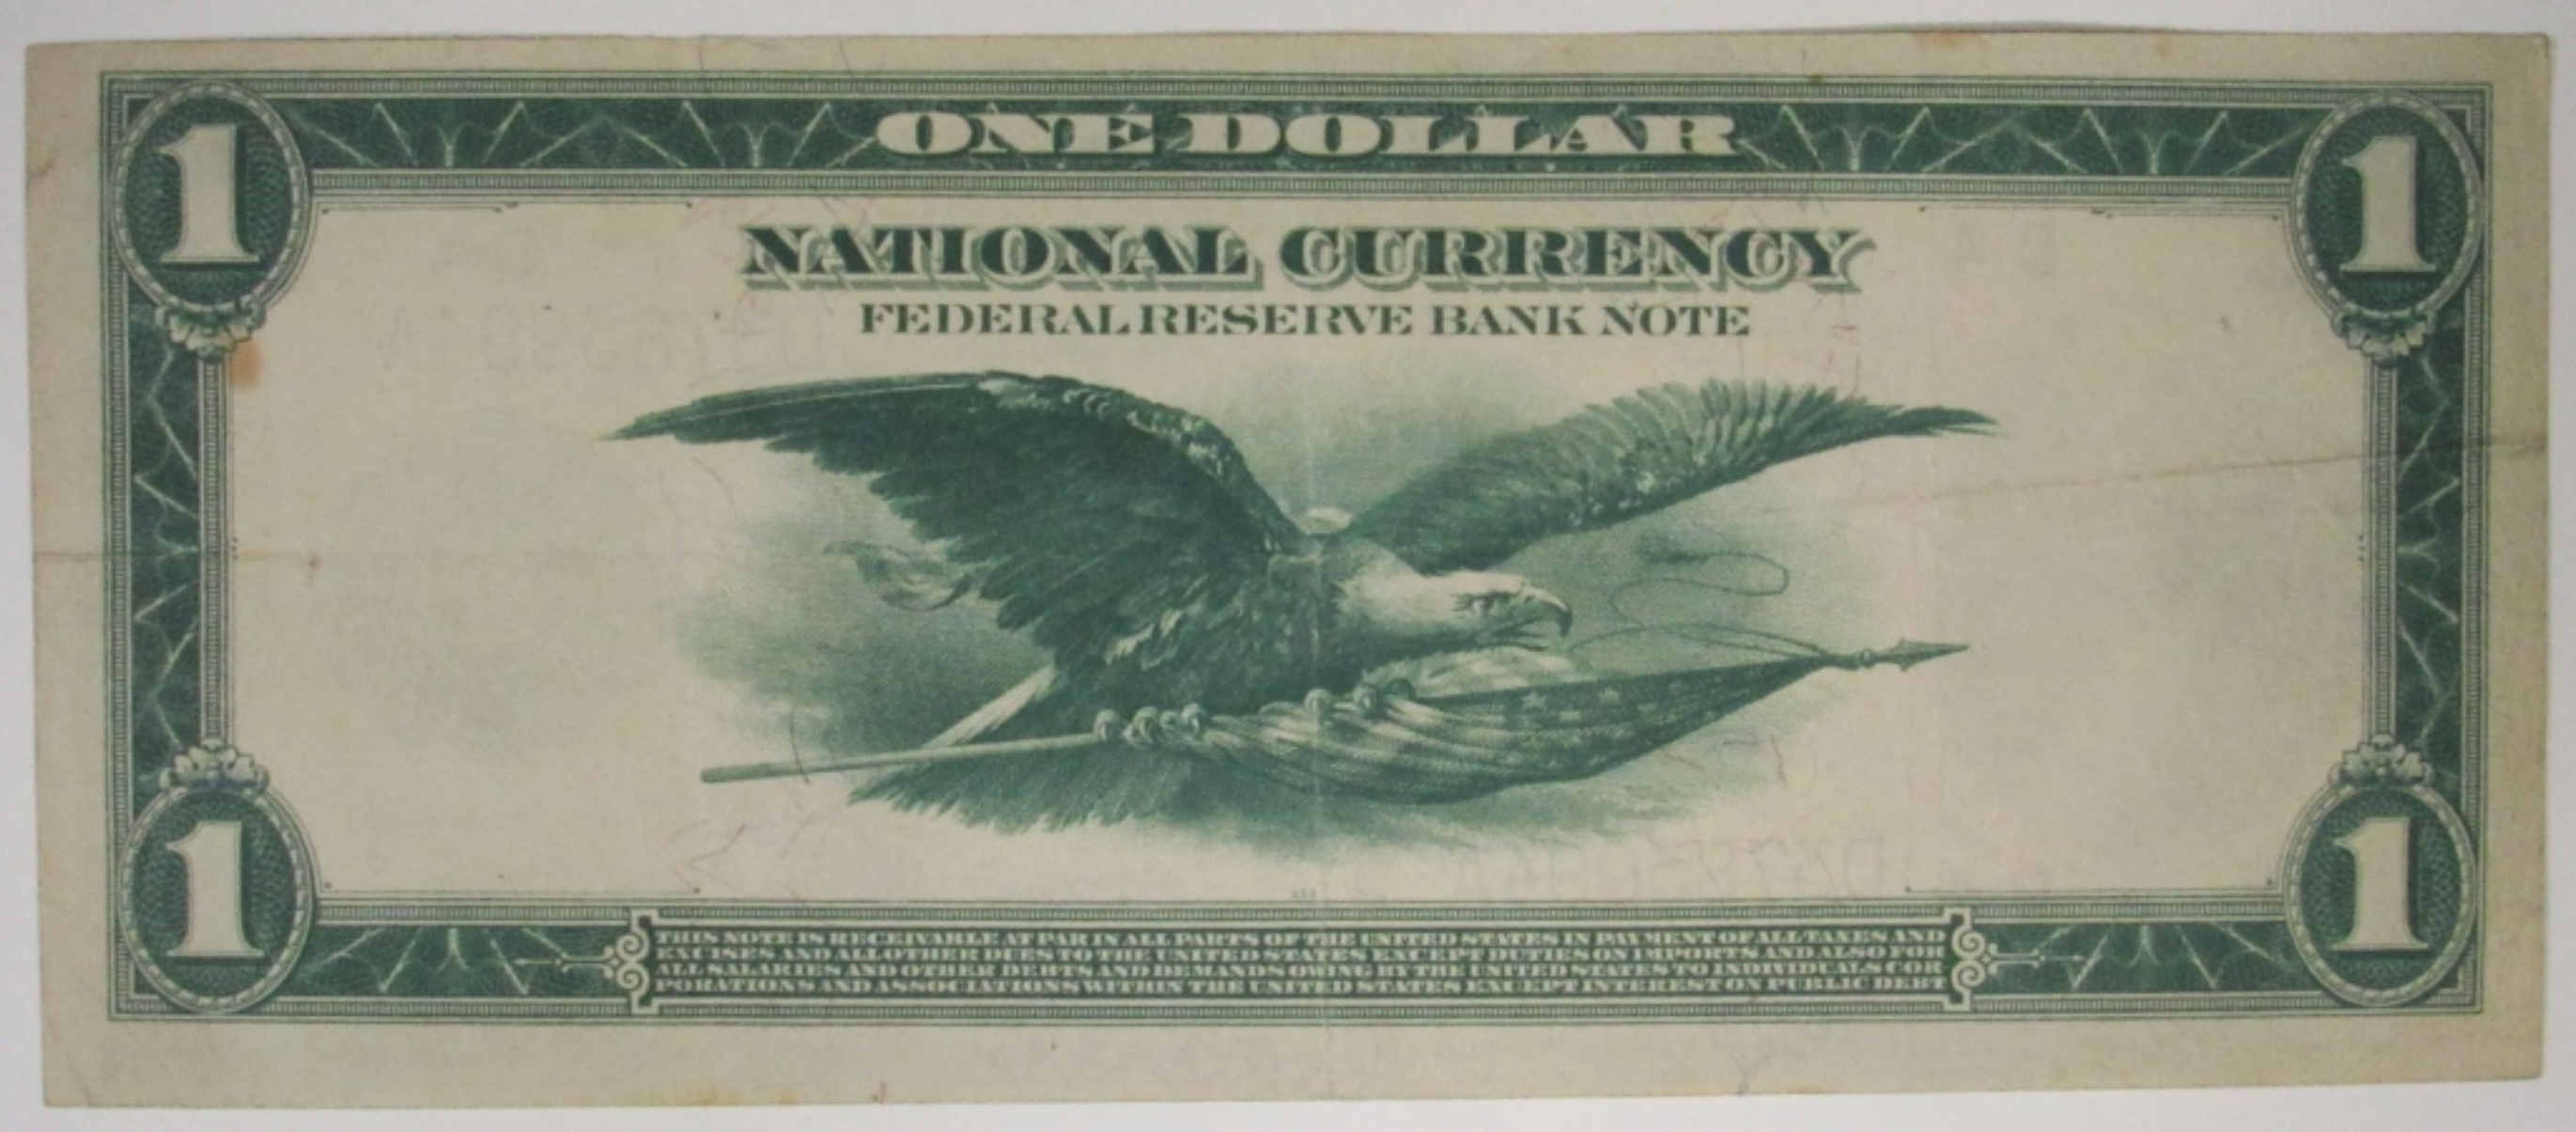 1 ONE DOLLAR 1
NATIONAL CURRENCY
FEDERAL RESERVE BANK NOTE
1 1
THIS NOTE IS RECEIVABLE AT PAR IN ALL PARTS OF THE UNITED STATES IN PAYMENT OF ALL TAXES AND
EXCISES AND ALL OTHER DUES TO THE UNITED STATES EXCEPT DUTIES ON IMPORTS AND ALSO FOR
ALL SALARIES AND OTHER DEBTS AND DEMANDS OWING BY THE UNITED STATES TO INDIVIDUALS COR
PORATIONS AND ASSOCIATIONS WITHIN THE UNITED STATES EXCEPT INTEREST ON PUBLIC DEBT